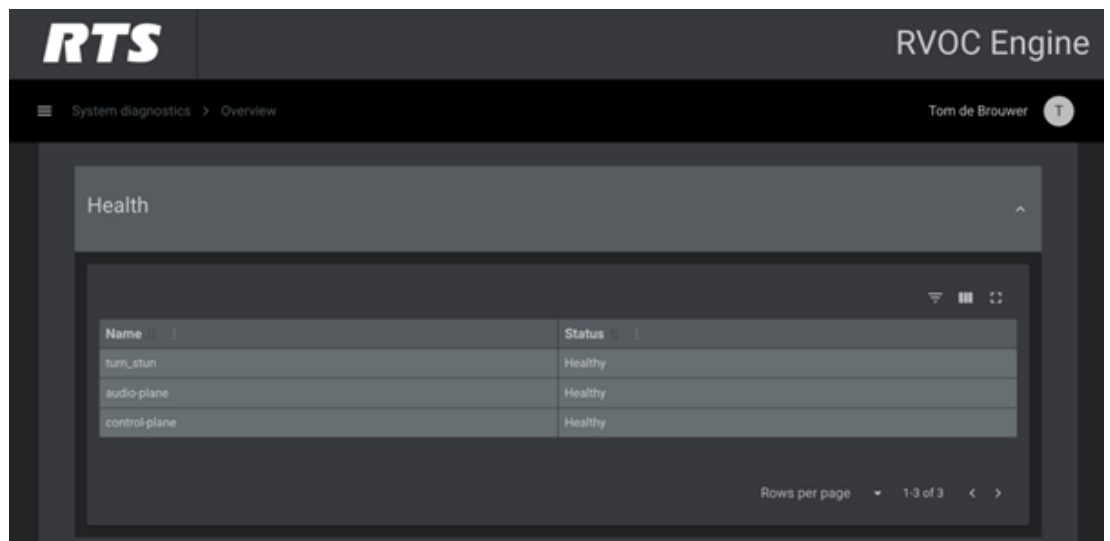 RTS
RVOC Engine
System diagnostics > Overview
Tom de Brouwer T
Health
Name Status
turn_stun Healthy
audio-plane Healthy
control-plane Healthy
Rows per page 1-3 of 3 < >